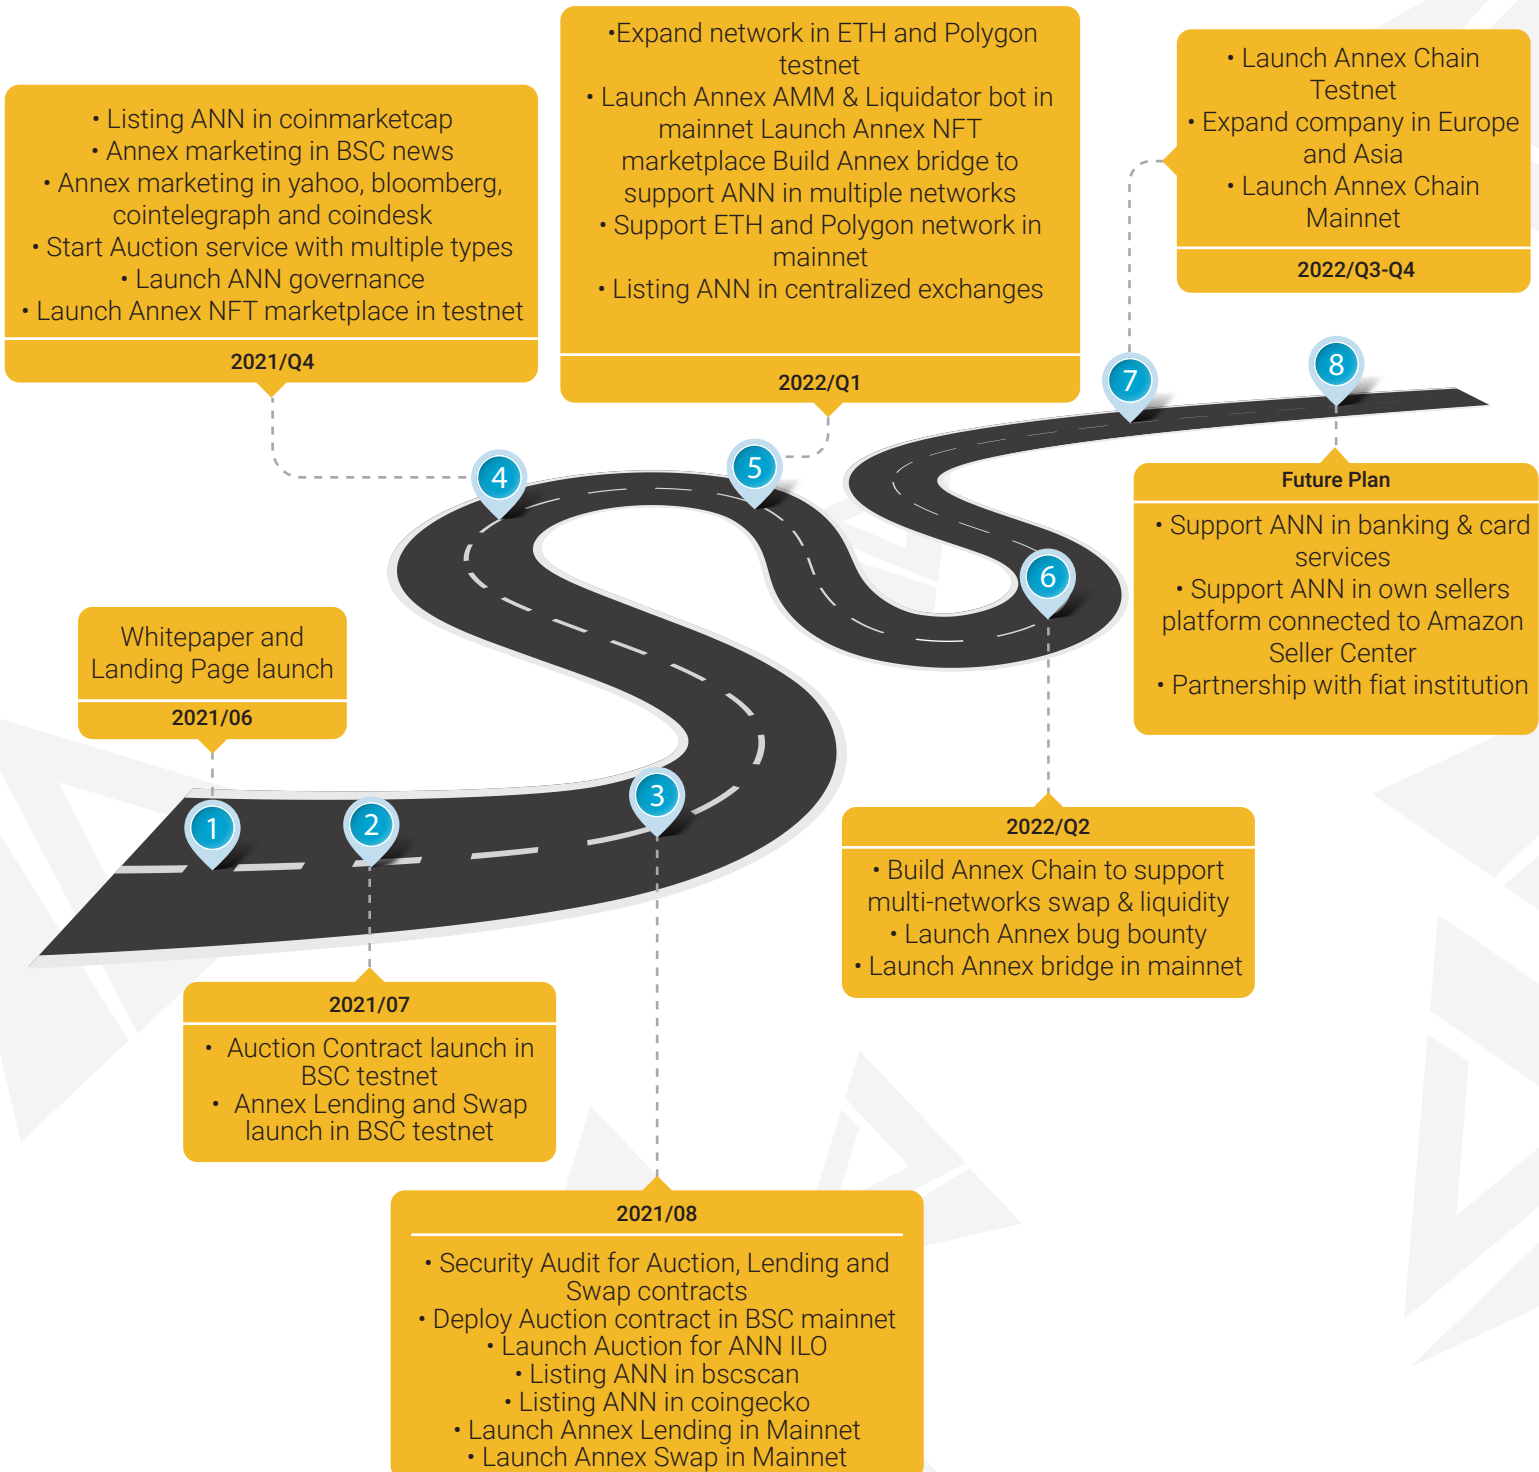 • Listing ANN in coinmarketcap
• Annex marketing in BSC news
• Annex marketing in yahoo, bloomberg,
cointelegraph and coindesk
• Start Auction service with multiple types
• Launch ANN governance
• Launch Annex NFT marketplace in testnet
2021/Q4
•Expand network in ETH and Polygon
testnet
• Launch Annex AMM & Liquidator bot in
mainnet Launch Annex NFT
marketplace Build Annex bridge to
support ANN in multiple networks
• Support ETH and Polygon network in
mainnet
• Listing ANN in centralized exchanges
2022/Q1
• Launch Annex Chain
Testnet
• Expand company in Europe
and Asia
• Launch Annex Chain
Mainnet
2022/Q3-Q4
8
7
5
4
6
Future Plan
• Support ANN in banking & card
services
• Support ANN in own sellers
platform connected to Amazon
Seller Center
• Partnership with fiat institution
Whitepaper and
Landing Page launch
2021/06
1
2
3
2022/Q2
• Build Annex Chain to support
multi-networks swap & liquidity
• Launch Annex bug bounty
• Launch Annex bridge in mainnet
2021/07
• Auction Contract launch in
BSC testnet
• Annex Lending and Swap
launch in BSC testnet
2021/08
• Security Audit for Auction, Lending and
Swap contracts
• Deploy Auction contract in BSC mainnet
• Launch Auction for ANN ILO
• Listing ANN in bscscan
• Listing ANN in coingecko
• Launch Annex Lending in Mainnet
• Launch Annex Swap in Mainnet